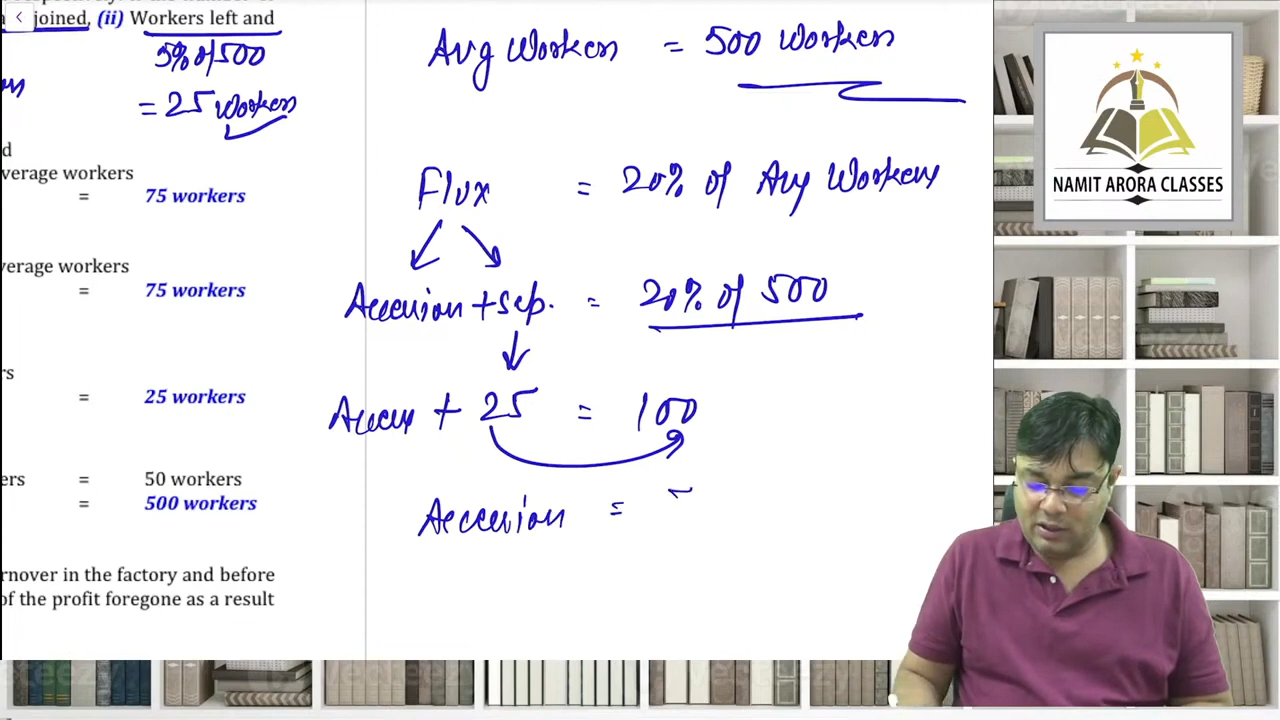 joined, (ii) Workers left and
5% of 500
= 25 workers
verage workers
= 75 workers
verage workers
= 75 workers
rs
= 25 workers
ers = 50 workers
= 500 workers
rnover in the factory and before
of the profit foregone as a result
Avg Workers = 500 Workers
Flux = 20% of Avg Workers
Accession + Sep. = 20% of 500
+ 25 = 100
Accession =
NAMIT ARORA CLASSES